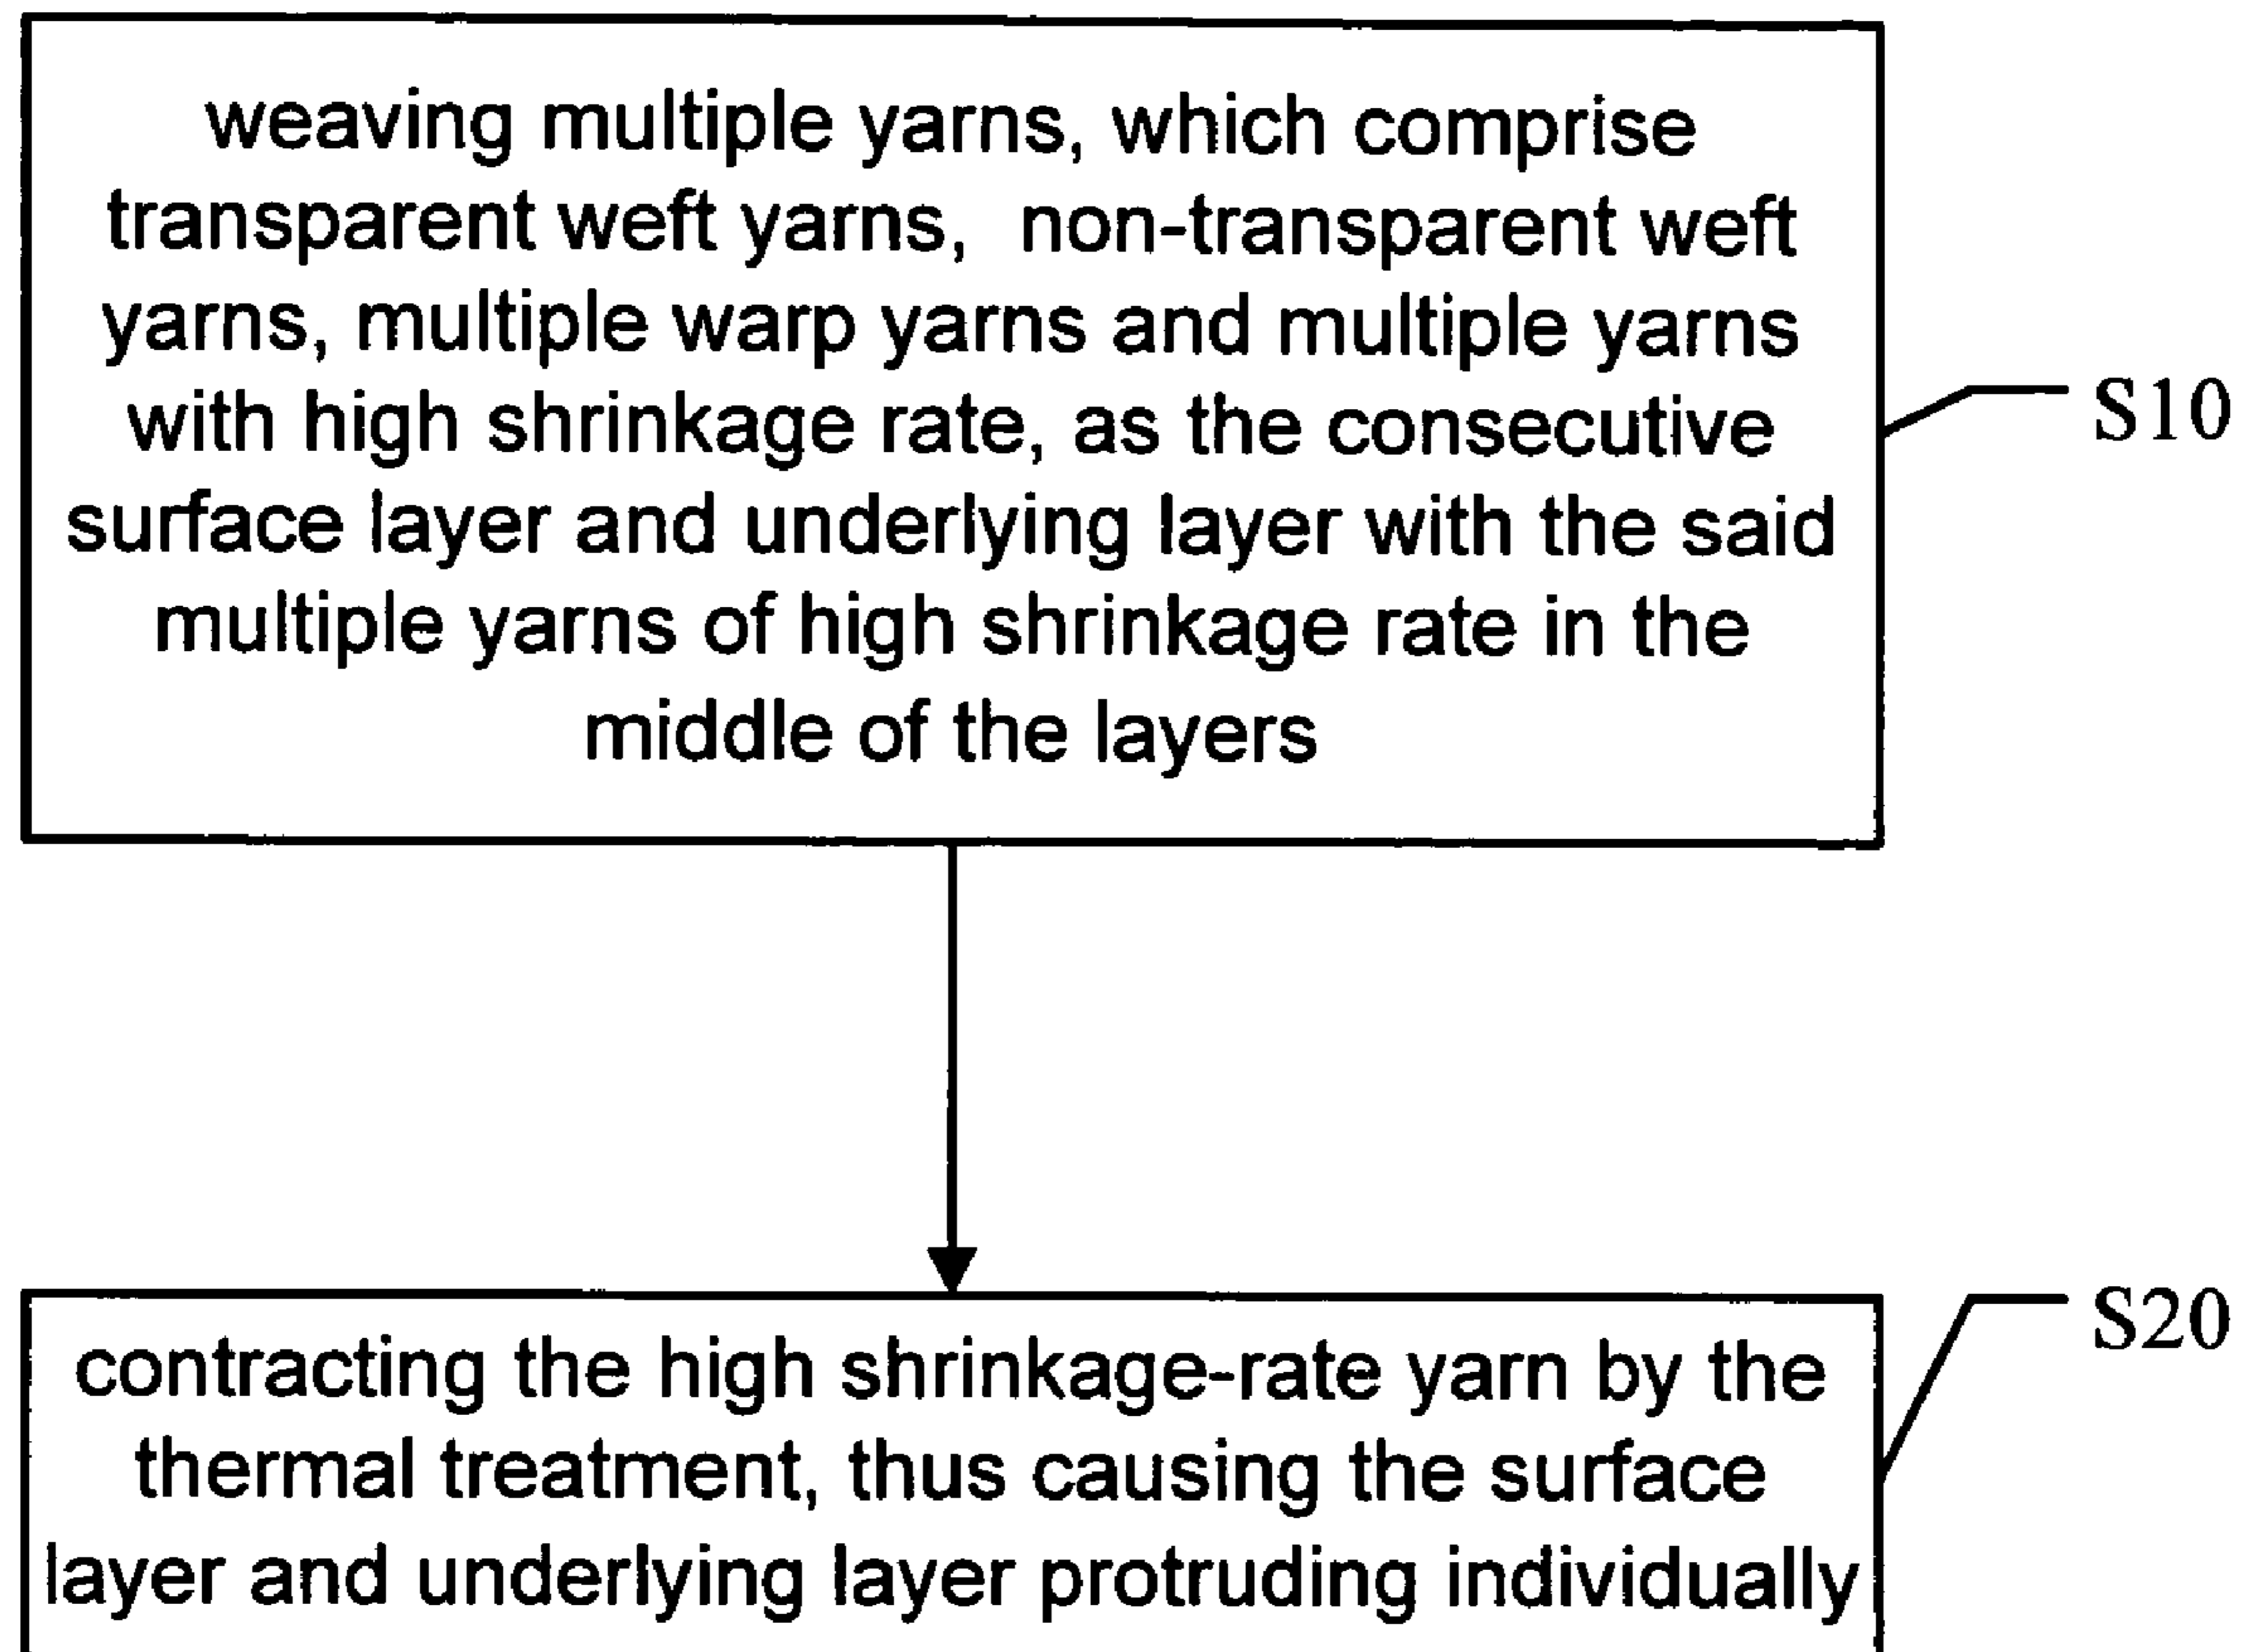 weaving multiple yarns, which comprise
transparent weft yarns, non-transparent weft
yarns, multiple warp yarns and multiple yarns
with high shrinkage rate, as the consecutive
surface layer and underlying layer with the said
multiple yarns of high shrinkage rate in the
middle of the layers
S10
S20
contracting the high shrinkage-rate yarn by the
thermal treatment, thus causing the surface
layer and underlying layer protruding individually